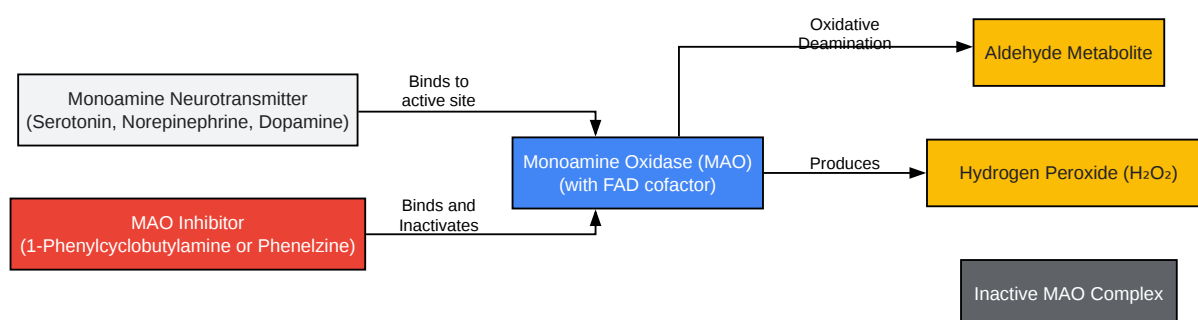 Oxidative
Deamination
Aldehyde Metabolite
Monoamine Neurotransmitter
(Serotonin, Norepinephrine, Dopamine)
Binds to
active site
Monoamine Oxidase (MAO)
(with FAD cofactor)
Produces
Hydrogen Peroxide (H₂O₂)
MAO Inhibitor
(1-Phenylcyclobutylamine or Phenelzine)
Binds and
Inactivates
Inactive MAO Complex